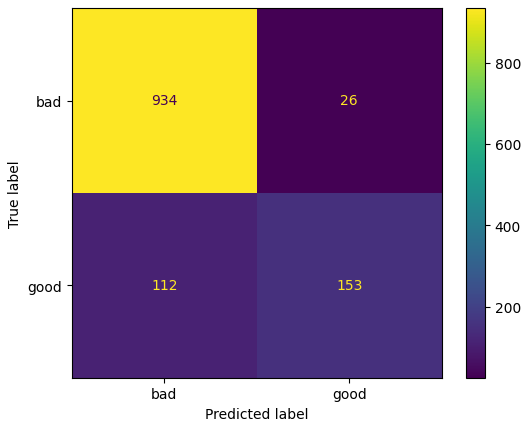 bad
934
26
good
112
153
bad
good
Predicted label
True label
800
600
400
200